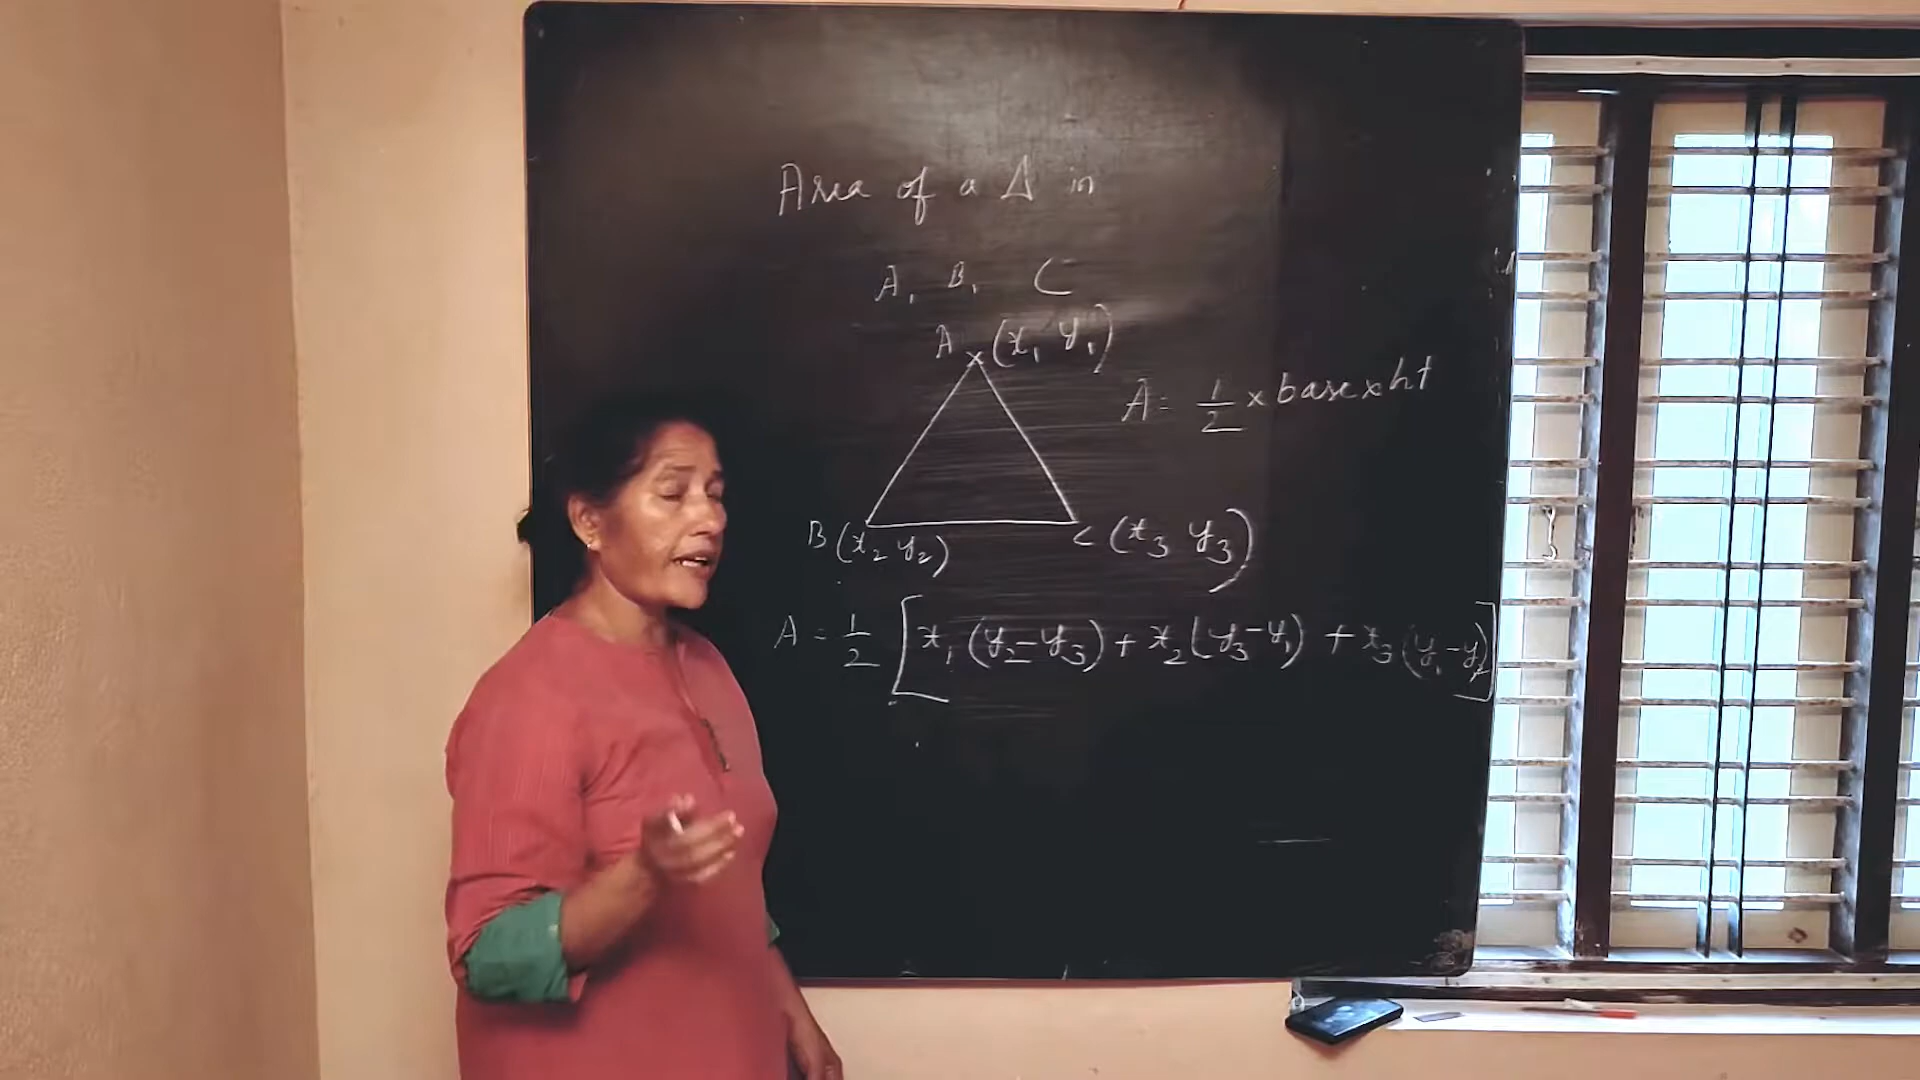 Area of a Δ in
A, B, C
A (x₁ y₁)
A = 1/2 × base × ht
B (x₂ y₂)
C (x₃ y₃)
A = 1/2 [x₁(y₂-y₃) + x₂(y₃-y₁) + x₃(y₁-y₂)]